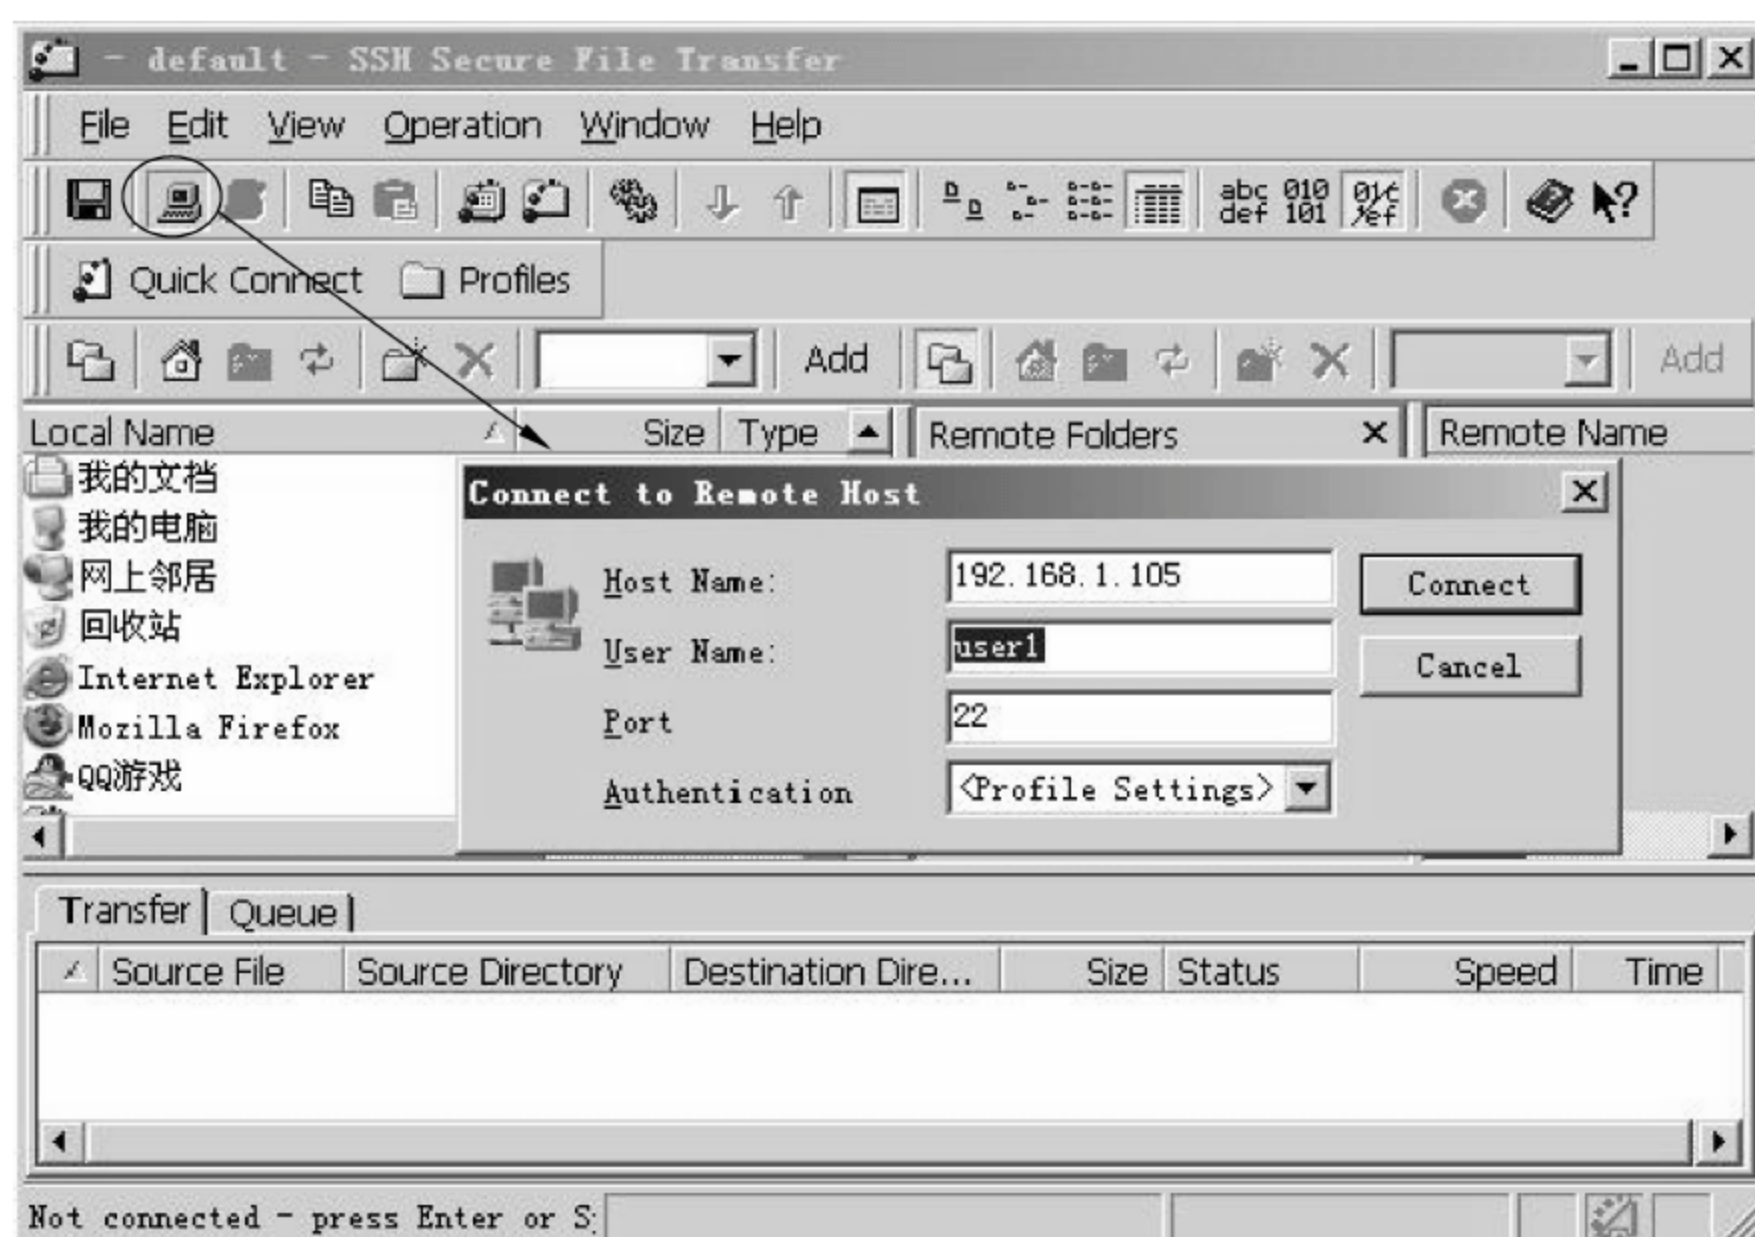 - default - SSH Secure File Transfer
File Edit View Operation Window Help
abc def 010 101
Quick Connect Profiles
Add Add
Local Name Size Type Remote Folders Remote Name
我的文档
我的电脑
网上邻居
回收站
Internet Explorer
Mozilla Firefox
QQ游戏
Connect to Remote Host
Host Name: 192.168.1.105 Connect
User Name: user1 Cancel
Port 22
Authentication <Profile Settings>
Transfer Queue
Source File Source Directory Destination Dire... Size Status Speed Time
Not connected - press Enter or S